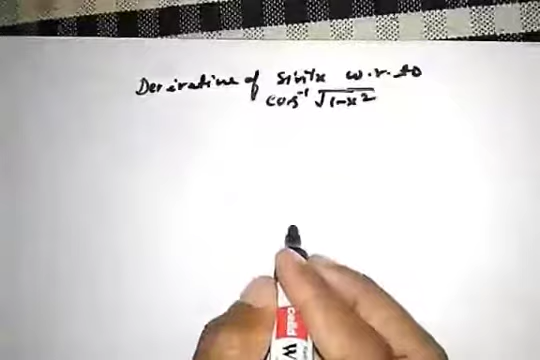 Derivative of sin⁻¹x w.r.to
cos⁻¹ √1-x²
W